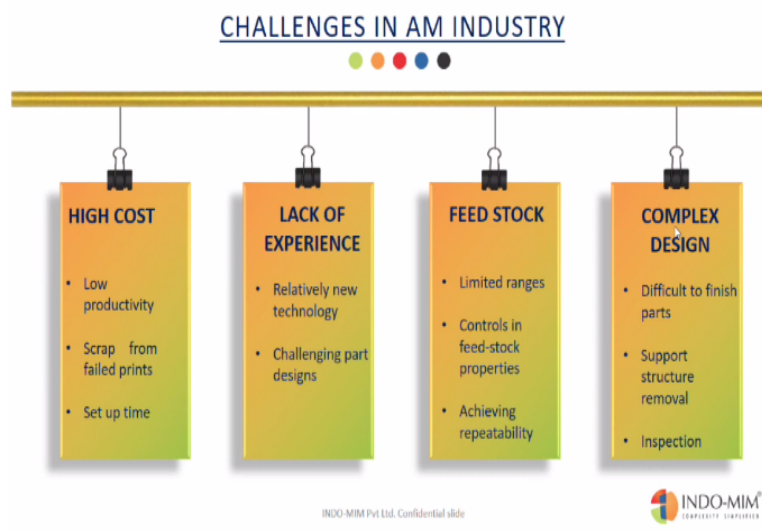 CHALLENGES IN AM INDUSTRY
HIGH COST
• Low
productivity
• Scrap from
failed prints
• Set up time
LACK OF
EXPERIENCE
• Relatively new
technology
• Challenging part
designs
FEED STOCK
• Limited ranges
• Controls in
feed-stock
properties
• Achieving
repeatability
COMPLEX
DESIGN
• Difficult to finish
parts
• Support
structure
removal
• Inspection
INDO-MIM Pvt Ltd. Confidential slide
INDO-MIM®
COMPLEXITY SIMPLIFIED